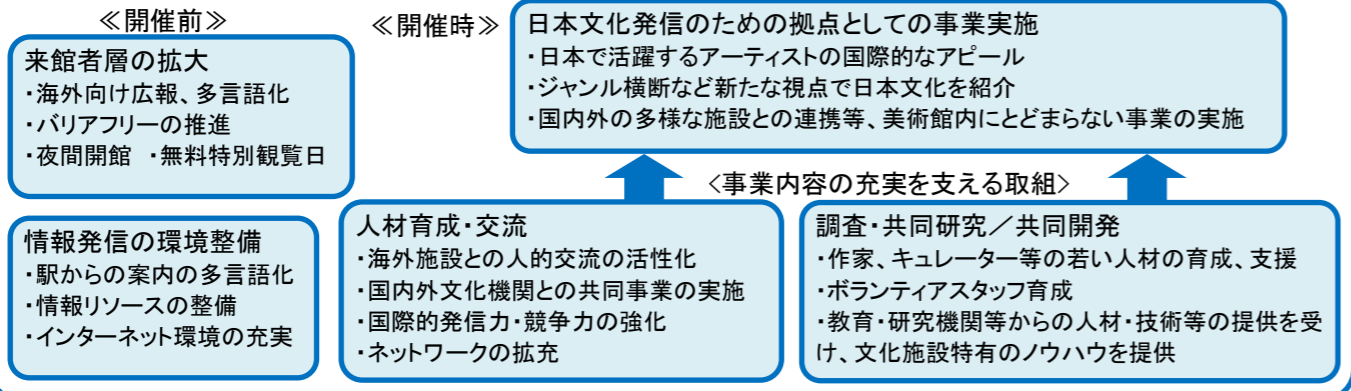 ≪開催前≫
来館者層の拡大
・海外向け広報、多言語化
・バリアフリーの推進
・夜間開館 ・無料特別観覧日
情報発信の環境整備
・駅からの案内の多言語化
・情報リソースの整備
・インターネット環境の充実
≪開催時≫
日本文化発信のための拠点としての事業実施
・日本で活躍するアーティストの国際的なアピール
・ジャンル横断など新たな視点で日本文化を紹介
・国内外の多様な施設との連携等、美術館内にとどまらない事業の実施
<事業内容の充実を支える取組>
人材育成・交流
・海外施設との人的交流の活性化
・国内外文化機関との共同事業の実施
・国際的発信力・競争力の強化
・ネットワークの拡充
調査・共同研究／共同開発
・作家、キュレーター等の若い人材の育成、支援
・ボランティアスタッフ育成
・教育・研究機関等からの人材・技術等の提供を受
け、文化施設特有のノウハウを提供